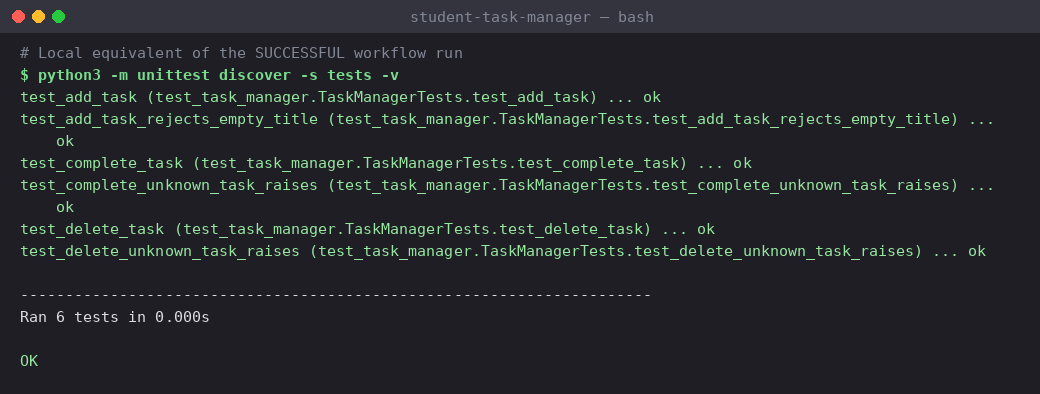 student-task-manager — bash
# Local equivalent of the SUCCESSFUL workflow run
$ python3 -m unittest discover -s tests -v
test_add_task (test_task_manager.TaskManagerTests.test_add_task) ... ok
test_add_task_rejects_empty_title (test_task_manager.TaskManagerTests.test_add_task_rejects_empty_title) ...
    ok
test_complete_task (test_task_manager.TaskManagerTests.test_complete_task) ... ok
test_complete_unknown_task_raises (test_task_manager.TaskManagerTests.test_complete_unknown_task_raises) ...
    ok
test_delete_task (test_task_manager.TaskManagerTests.test_delete_task) ... ok
test_delete_unknown_task_raises (test_task_manager.TaskManagerTests.test_delete_unknown_task_raises) ... ok
----------------------------------------------------------------------
Ran 6 tests in 0.000s
OK